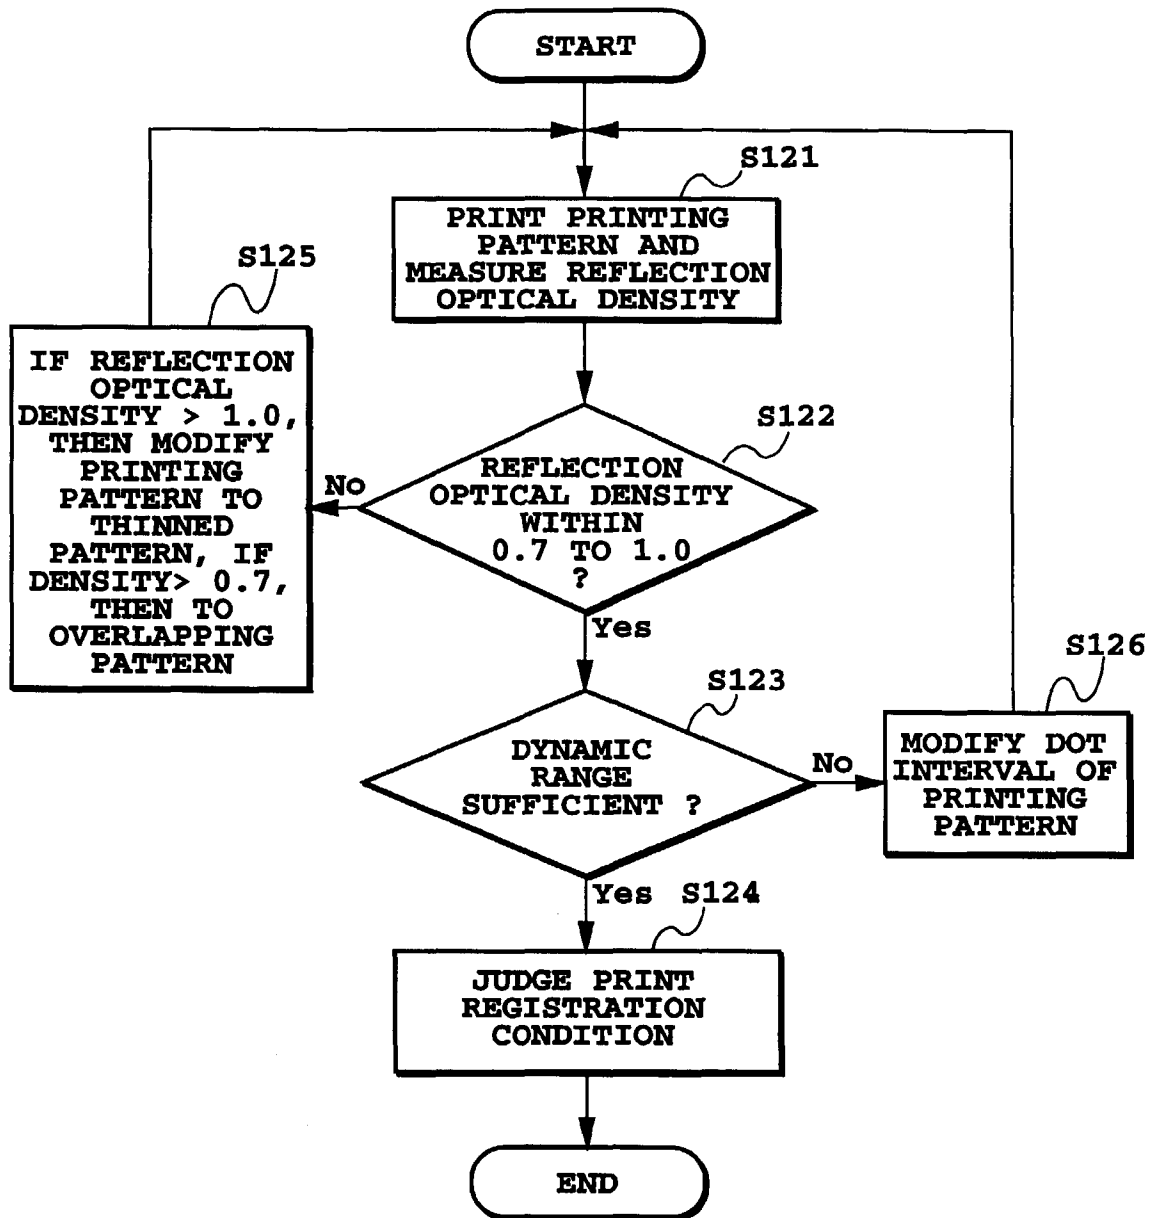 START
S121
PRINT PRINTING
PATTERN AND
MEASURE REFLECTION
OPTICAL DENSITY
S125
IF REFLECTION
OPTICAL
DENSITY > 1.0,
THEN MODIFY
PRINTING
PATTERN TO
THINNED
PATTERN, IF
DENSITY> 0.7,
THEN TO
OVERLAPPING
PATTERN
S122
REFLECTION
OPTICAL DENSITY
WITHIN
0.7 TO 1.0
?
No
Yes
S123
DYNAMIC
RANGE
SUFFICIENT ?
No
S126
MODIFY DOT
INTERVAL OF
PRINTING
PATTERN
Yes
S124
JUDGE PRINT
REGISTRATION
CONDITION
END